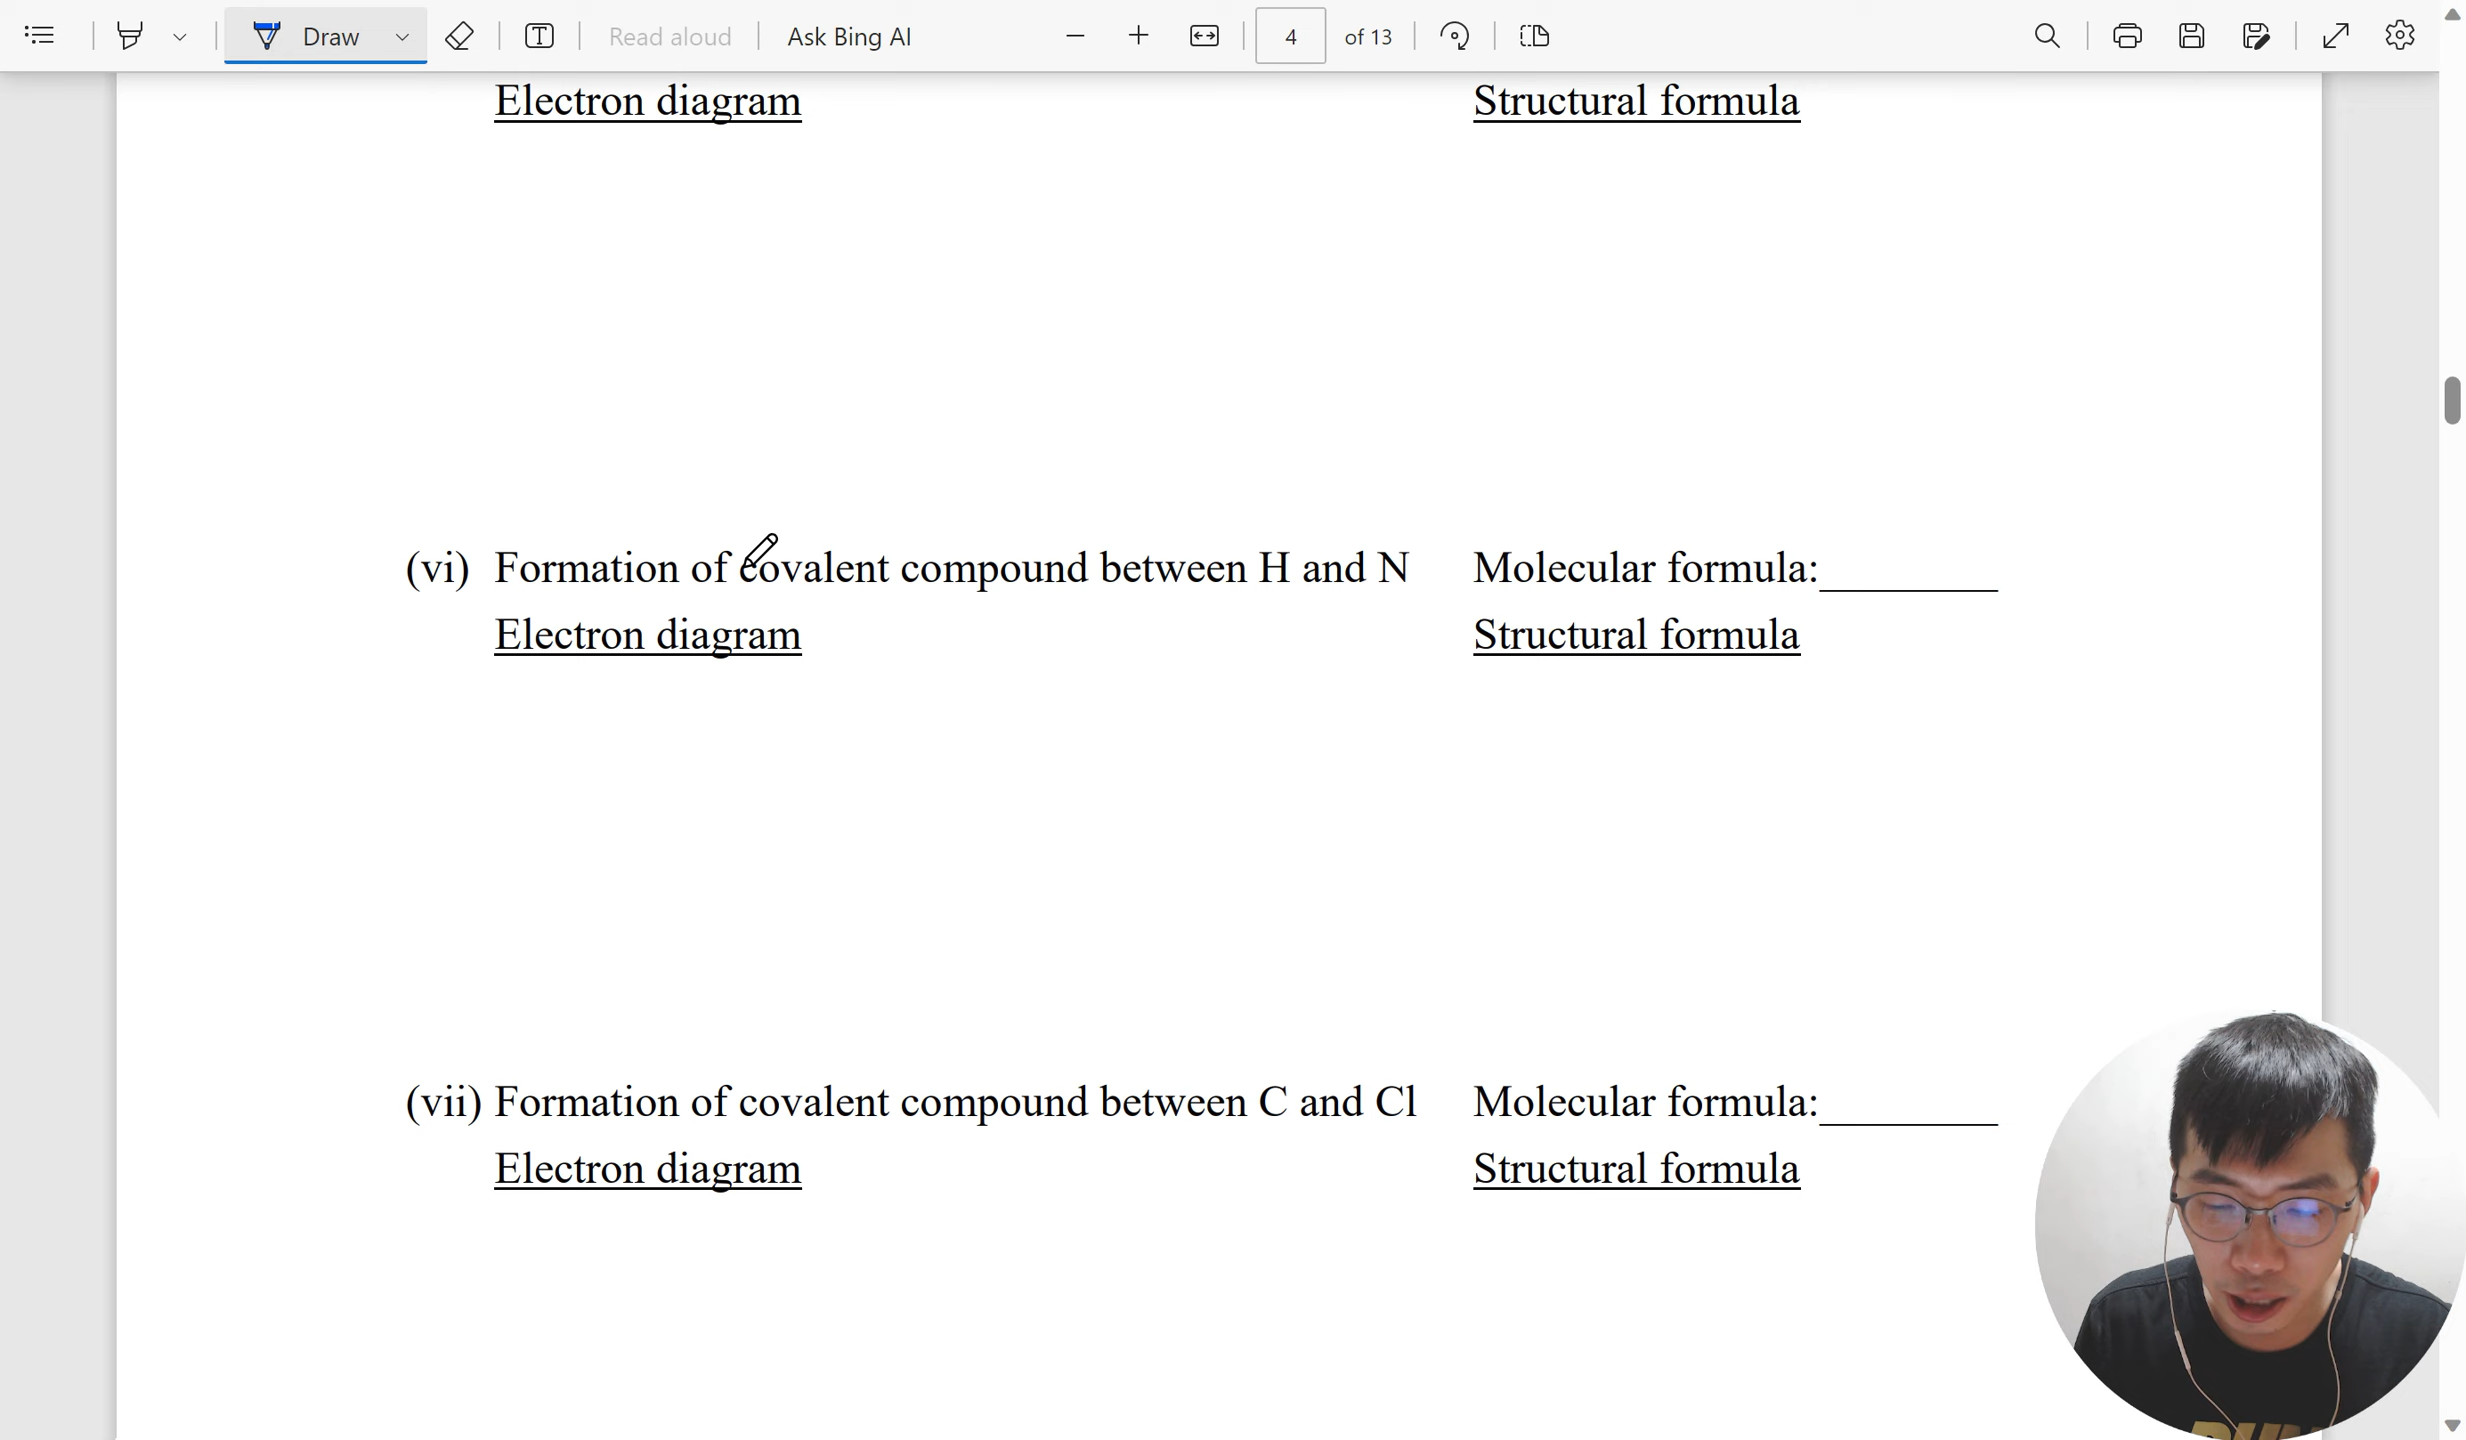 Draw
Read aloud
Ask Bing AI
4 of 13
Electron diagram
Structural formula
(vi) Formation of covalent compound between H and N
Molecular formula:__________
Electron diagram
Structural formula
(vii) Formation of covalent compound between C and Cl
Molecular formula:__________
Electron diagram
Structural formula